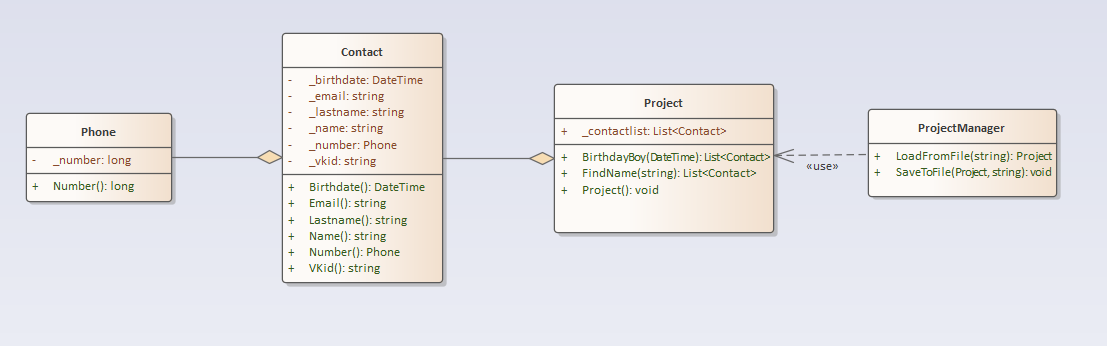 Phone
- _number: long
+ Number(): long
Contact
- _birthdate: DateTime
- _email: string
- _lastname: string
- _name: string
- _number: Phone
- _vkid: string
+ Birthdate(): DateTime
+ Email(): string
+ Lastname(): string
+ Name(): string
+ Number(): Phone
+ VKid(): string
Project
+ _contactlist: List<Contact>
+ BirthdayBoy(DateTime): List<Contact>
+ FindName(string): List<Contact>
+ Project(): void
«use»
ProjectManager
+ LoadFromFile(string): Project
+ SaveToFile(Project, string): void